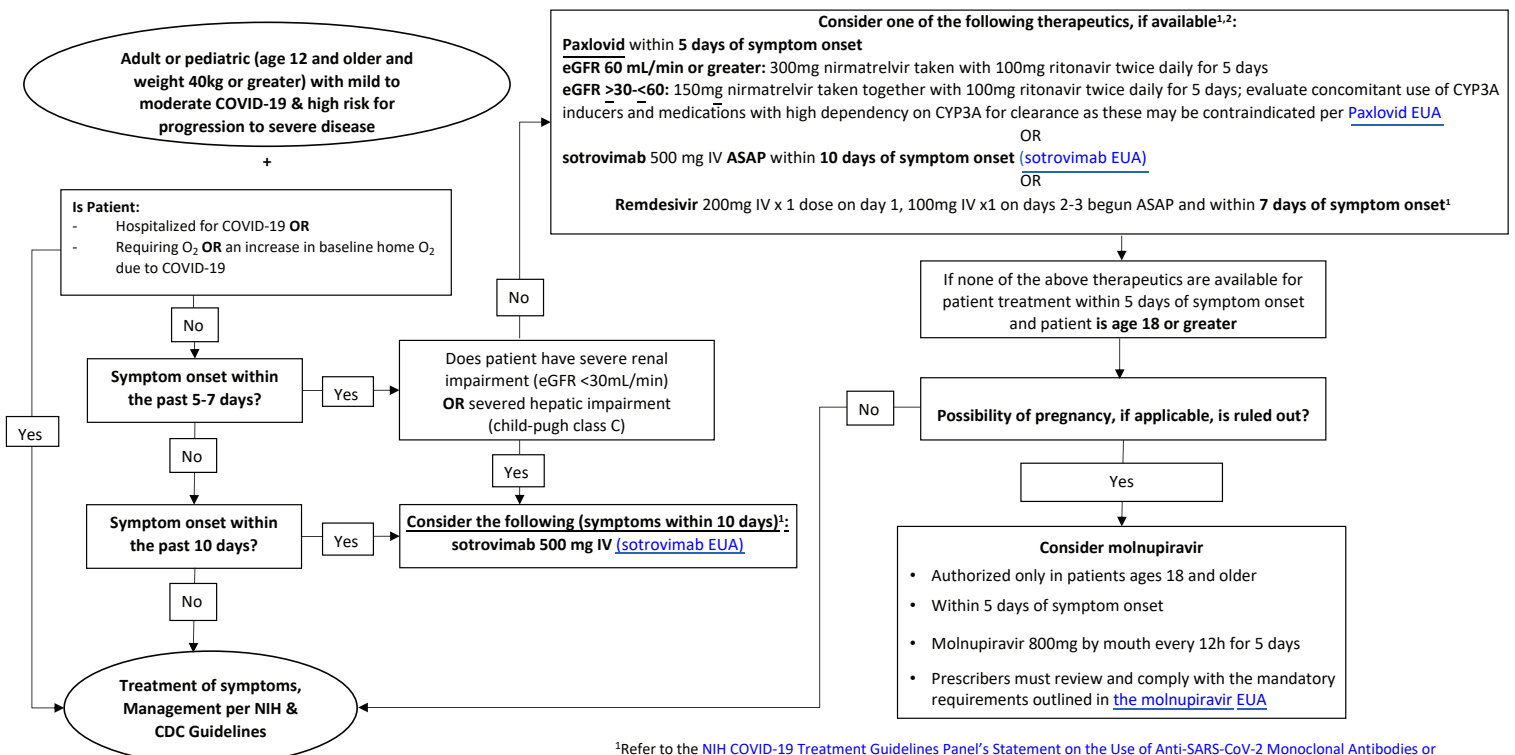 Adult or pediatric (age 12 and older and
weight 40kg or greater) with mild to
moderate COVID-19 & high risk for
progression to severe disease
+
Is Patient:
- Hospitalized for COVID-19 OR
- Requiring O2 OR an increase in baseline home O2
due to COVID-19
Yes
No
Symptom onset within
the past 5-7 days?
Yes
No
Symptom onset within
the past 10 days?
Yes
No
Treatment of symptoms,
Management per NIH &
CDC Guidelines
No
Does patient have severe renal
impairment (eGFR <30mL/min)
OR severed hepatic impairment
(child-pugh class C)
Yes
Consider the following (symptoms within 10 days)1:
sotrovimab 500 mg IV (sotrovimab EUA)
Consider one of the following therapeutics, if available1,2:
Paxlovid within 5 days of symptom onset
eGFR 60 mL/min or greater: 300mg nirmatrelvir taken with 100mg ritonavir twice daily for 5 days
eGFR >30-<60: 150mg nirmatrelvir taken together with 100mg ritonavir twice daily for 5 days; evaluate concomitant use of CYP3A
inducers and medications with high dependency on CYP3A for clearance as these may be contraindicated per Paxlovid EUA
OR
sotrovimab 500 mg IV ASAP within 10 days of symptom onset (sotrovimab EUA)
OR
Remdesivir 200mg IV x 1 dose on day 1, 100mg IV x1 on days 2-3 begun ASAP and within 7 days of symptom onset1
If none of the above therapeutics are available for
patient treatment within 5 days of symptom onset
and patient is age 18 or greater
No
Possibility of pregnancy, if applicable, is ruled out?
Yes
Consider molnupiravir
• Authorized only in patients ages 18 and older
• Within 5 days of symptom onset
• Molnupiravir 800mg by mouth every 12h for 5 days
• Prescribers must review and comply with the mandatory
requirements outlined in the molnupiravir EUA
1Refer to the NIH COVID-19 Treatment Guidelines Panel's Statement on the Use of Anti-SARS-CoV-2 Monoclonal Antibodies or